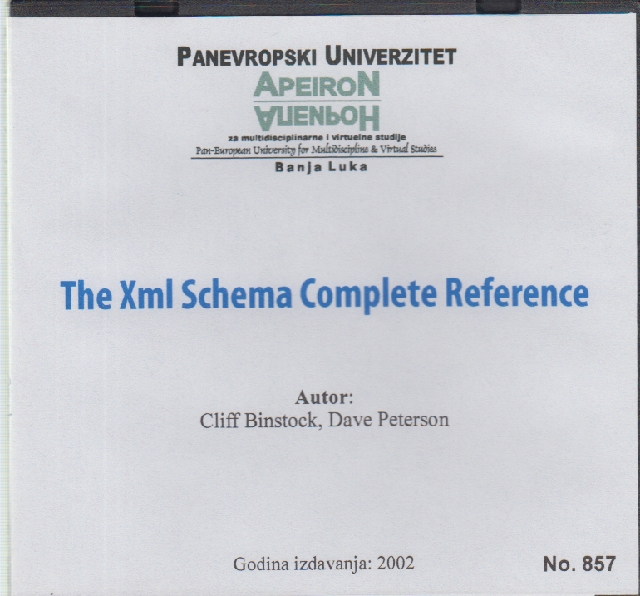 PANEVROPSKI UNIVERZITET
APEIRON
АПЕИРОН
za multidisciplinarne i virtuelne studije
Pan-European University for Multidiscipline & Virtual Studies
Banja Luka
The Xml Schema Complete Reference
Autor:
Cliff Binstock, Dave Peterson
Godina izdavanja: 2002
No. 857